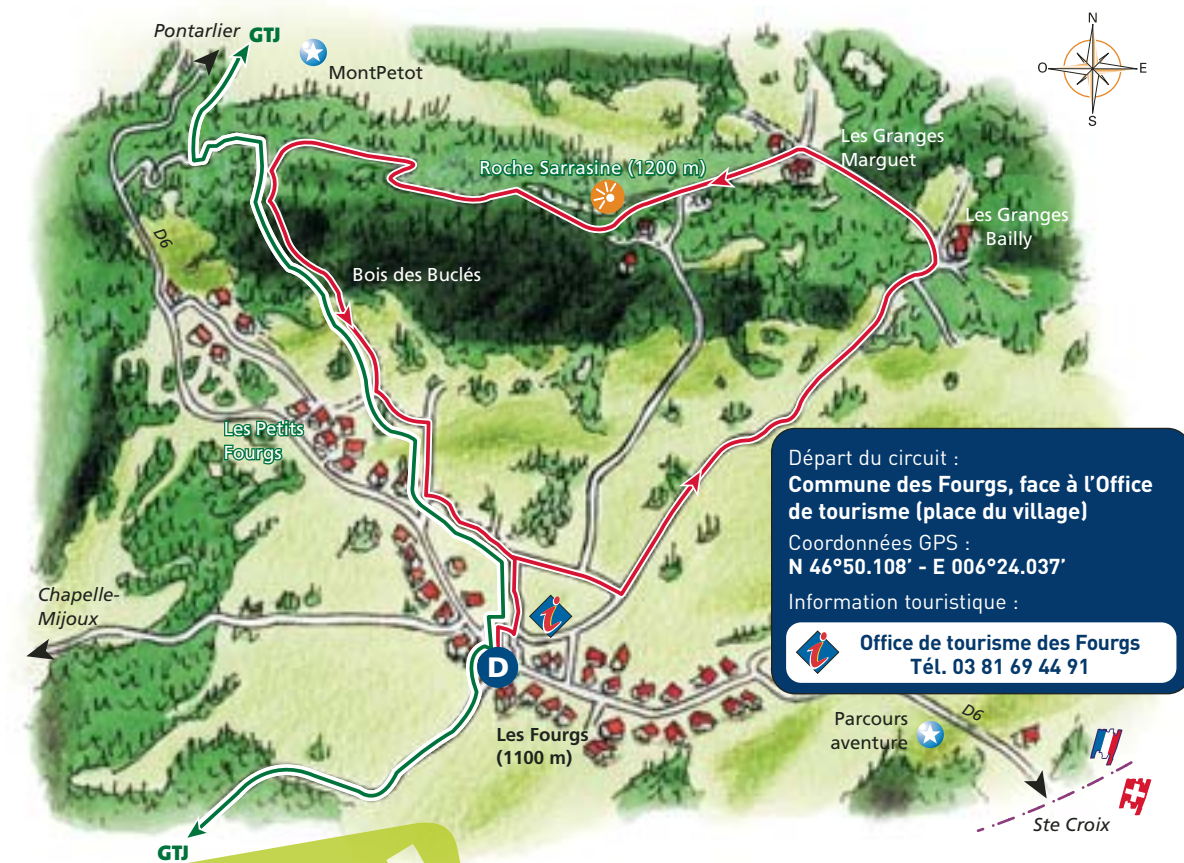 Pontarlier
GTJ
MontPetot
N
O
E
S
Les Granges
Marguet
Roche Sarrasine (1200 m)
Les Granges
Bailly
D6
Bois des Buclés
Les Petits
Fourgs
Départ du circuit :
Commune des Fourgs, face à l'Office
de tourisme (place du village)
Coordonnées GPS :
N 46°50.108' - E 006°24.037'
Information touristique :
i
Office de tourisme des Fourgs
Tél. 03 81 69 44 91
Chapelle-
Mijoux
i
D
Les Fourgs
(1100 m)
Parcours
aventure
D6
Ste Croix
GTJ